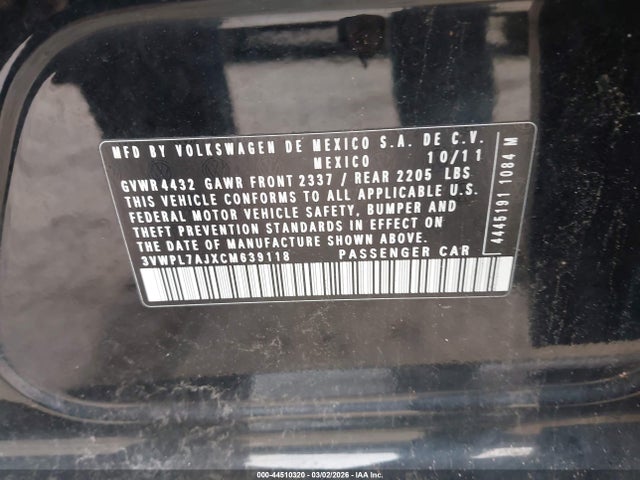 MFD BY VOLKSWAGEN DE MEXICO S.A. DE C.V.
MEXICO 10/11
GVWR 4432 GAWR FRONT 2337 / REAR 2205 LBS
THIS VEHICLE CONFORMS TO ALL APPLICABLE U.S.
FEDERAL MOTOR VEHICLE SAFETY, BUMPER AND
THEFT PREVENTION STANDARDS IN EFFECT ON
THE DATE OF MANUFACTURE SHOWN ABOVE.
3VWPL7AJXCM639118 PASSENGER CAR
4445191 1084 M
000-44510320 - 03/02/2026 - COPYRIGHT IAA, LLC.